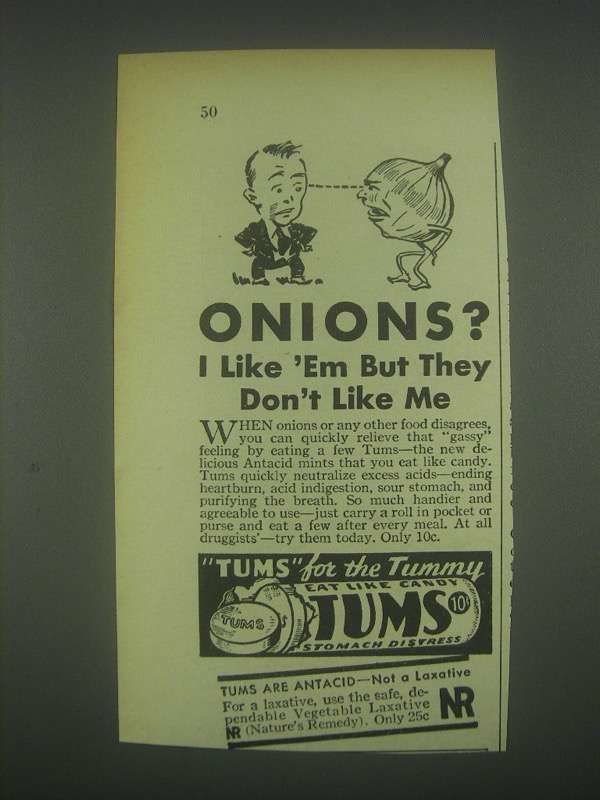 50
ONIONS?
I Like 'Em But They
Don't Like Me
WHEN onions or any other food disagrees,
you can quickly relieve that "gassy"
feeling by eating a few Tums—the new de-
licious Antacid mints that you eat like candy.
Tums quickly neutralize excess acids—ending
heartburn, acid indigestion, sour stomach, and
purifying the breath. So much handier and
agreeable to use—just carry a roll in pocket or
purse and eat a few after every meal. At all
druggists'—try them today. Only 10c.
"TUMS" for the Tummy
EAT LIKE CANDY
TUMS
TUMS 10¢
STOMACH DISTRESS
TUMS ARE ANTACID—Not a Laxative
For a laxative, use the safe, de-
pendable Vegetable Laxative
NR (Nature's Remedy). Only 25c
NR